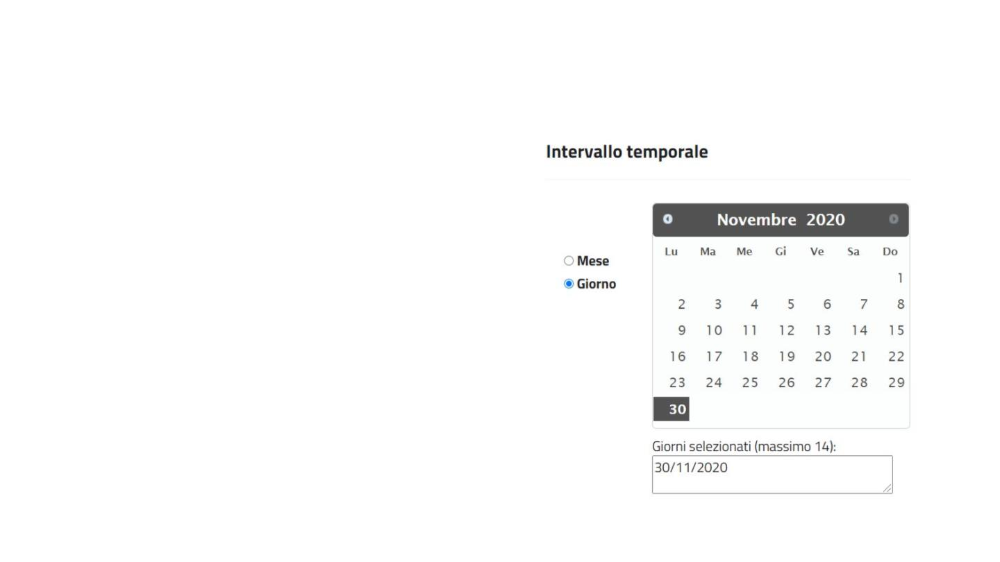 Intervallo temporale
Novembre 2020
Lu Ma Me Gi Ve Sa Do
Mese
Giorno
1
2 3 4 5 6 7 8
9 10 11 12 13 14 15
16 17 18 19 20 21 22
23 24 25 26 27 28 29
30
Giorni selezionati (massimo 14):
30/11/2020